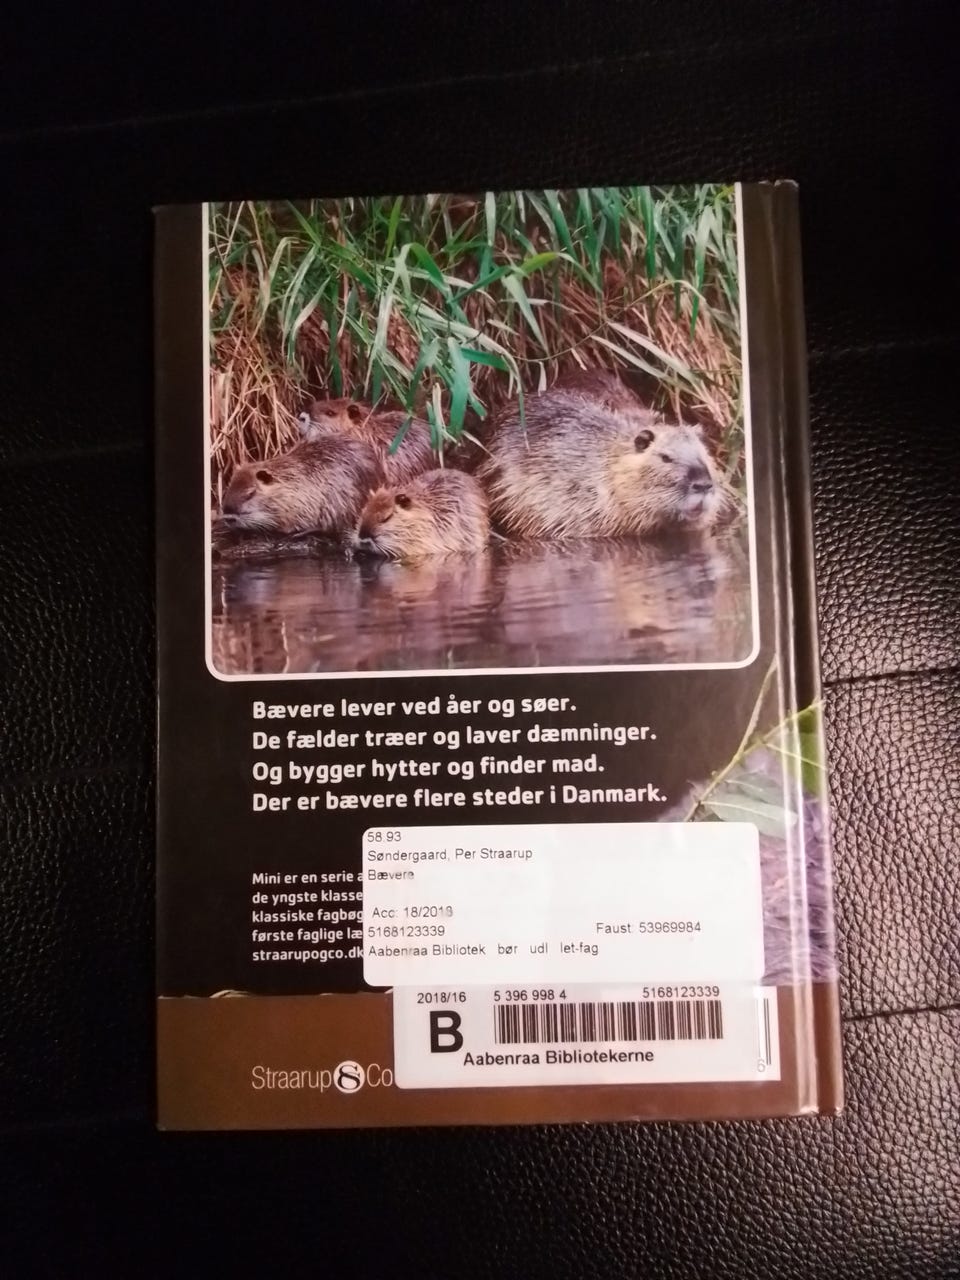 Bævere lever ved åer og søer.
De fælder træer og laver dæmninger.
Og bygger hytter og finder mad.
Der er bævere flere steder i Danmark.
Mini er en serie
de yngste klasse
klassiske fagbøg
første faglige læ
straarupogco.dk
58.93
Søndergaard, Per Straarup
Bævere
Acc: 18/2018
5168123339 Faust: 53969984
Aabenraa Bibliotek bør udl let-fag
2018/16 5 396 998 4 5168123339
B
Aabenraa Bibliotekerne
6
Straarup & Co